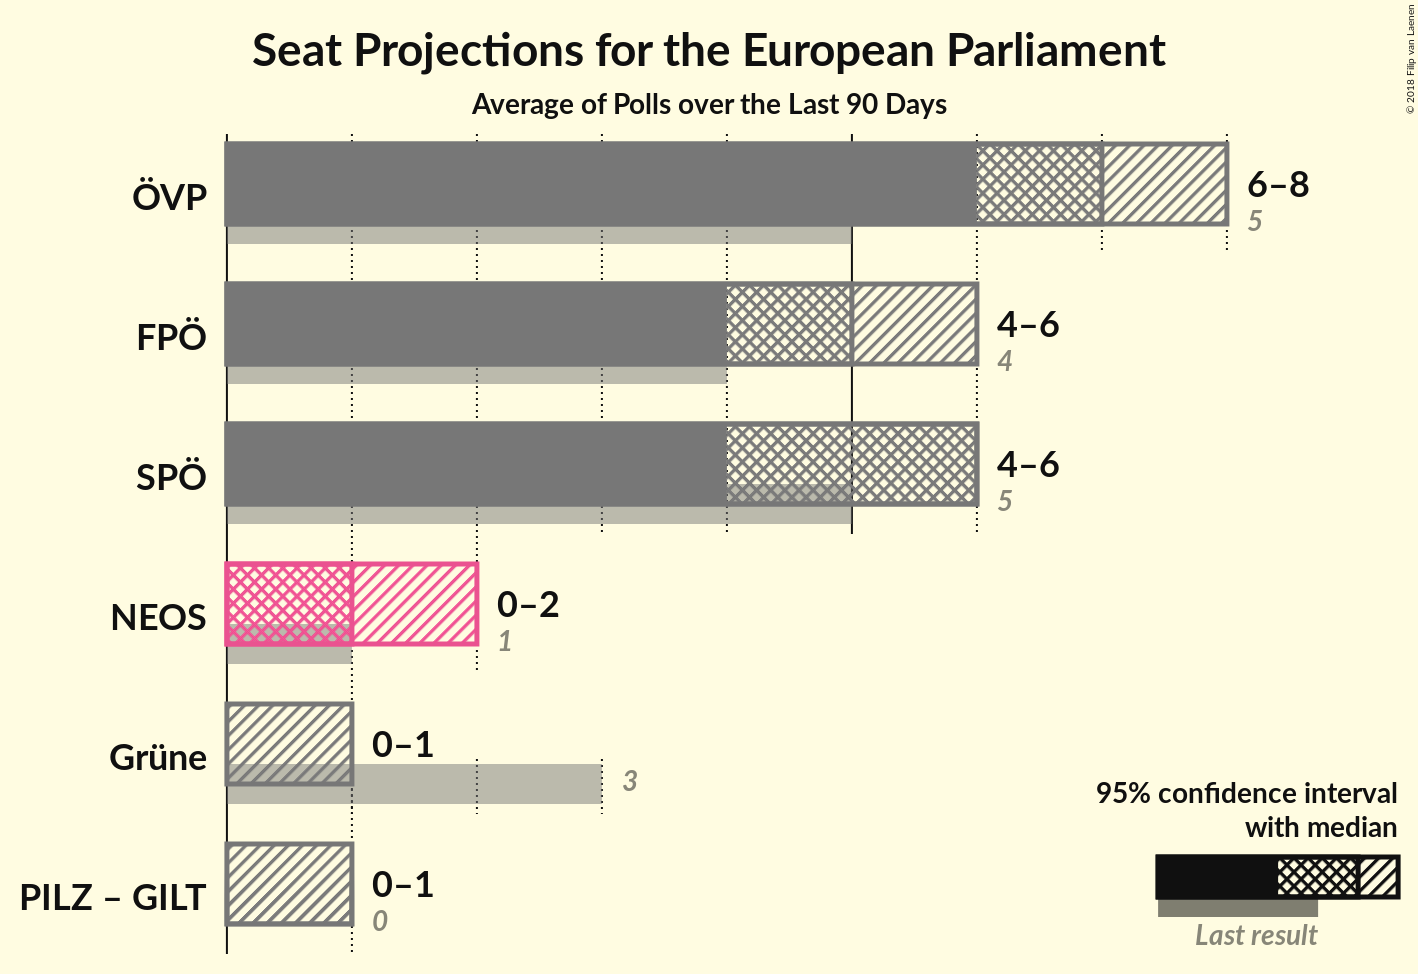 Seat Projections for the European Parliament
Average of Polls over the Last 90 Days
© 2018 Filip van Laenen
ÖVP
6–8
5
FPÖ
4–6
4
SPÖ
4–6
5
NEOS
0–2
1
Grüne
0–1
3
PILZ – GILT
0–1
0
95% confidence interval
with median
Last result